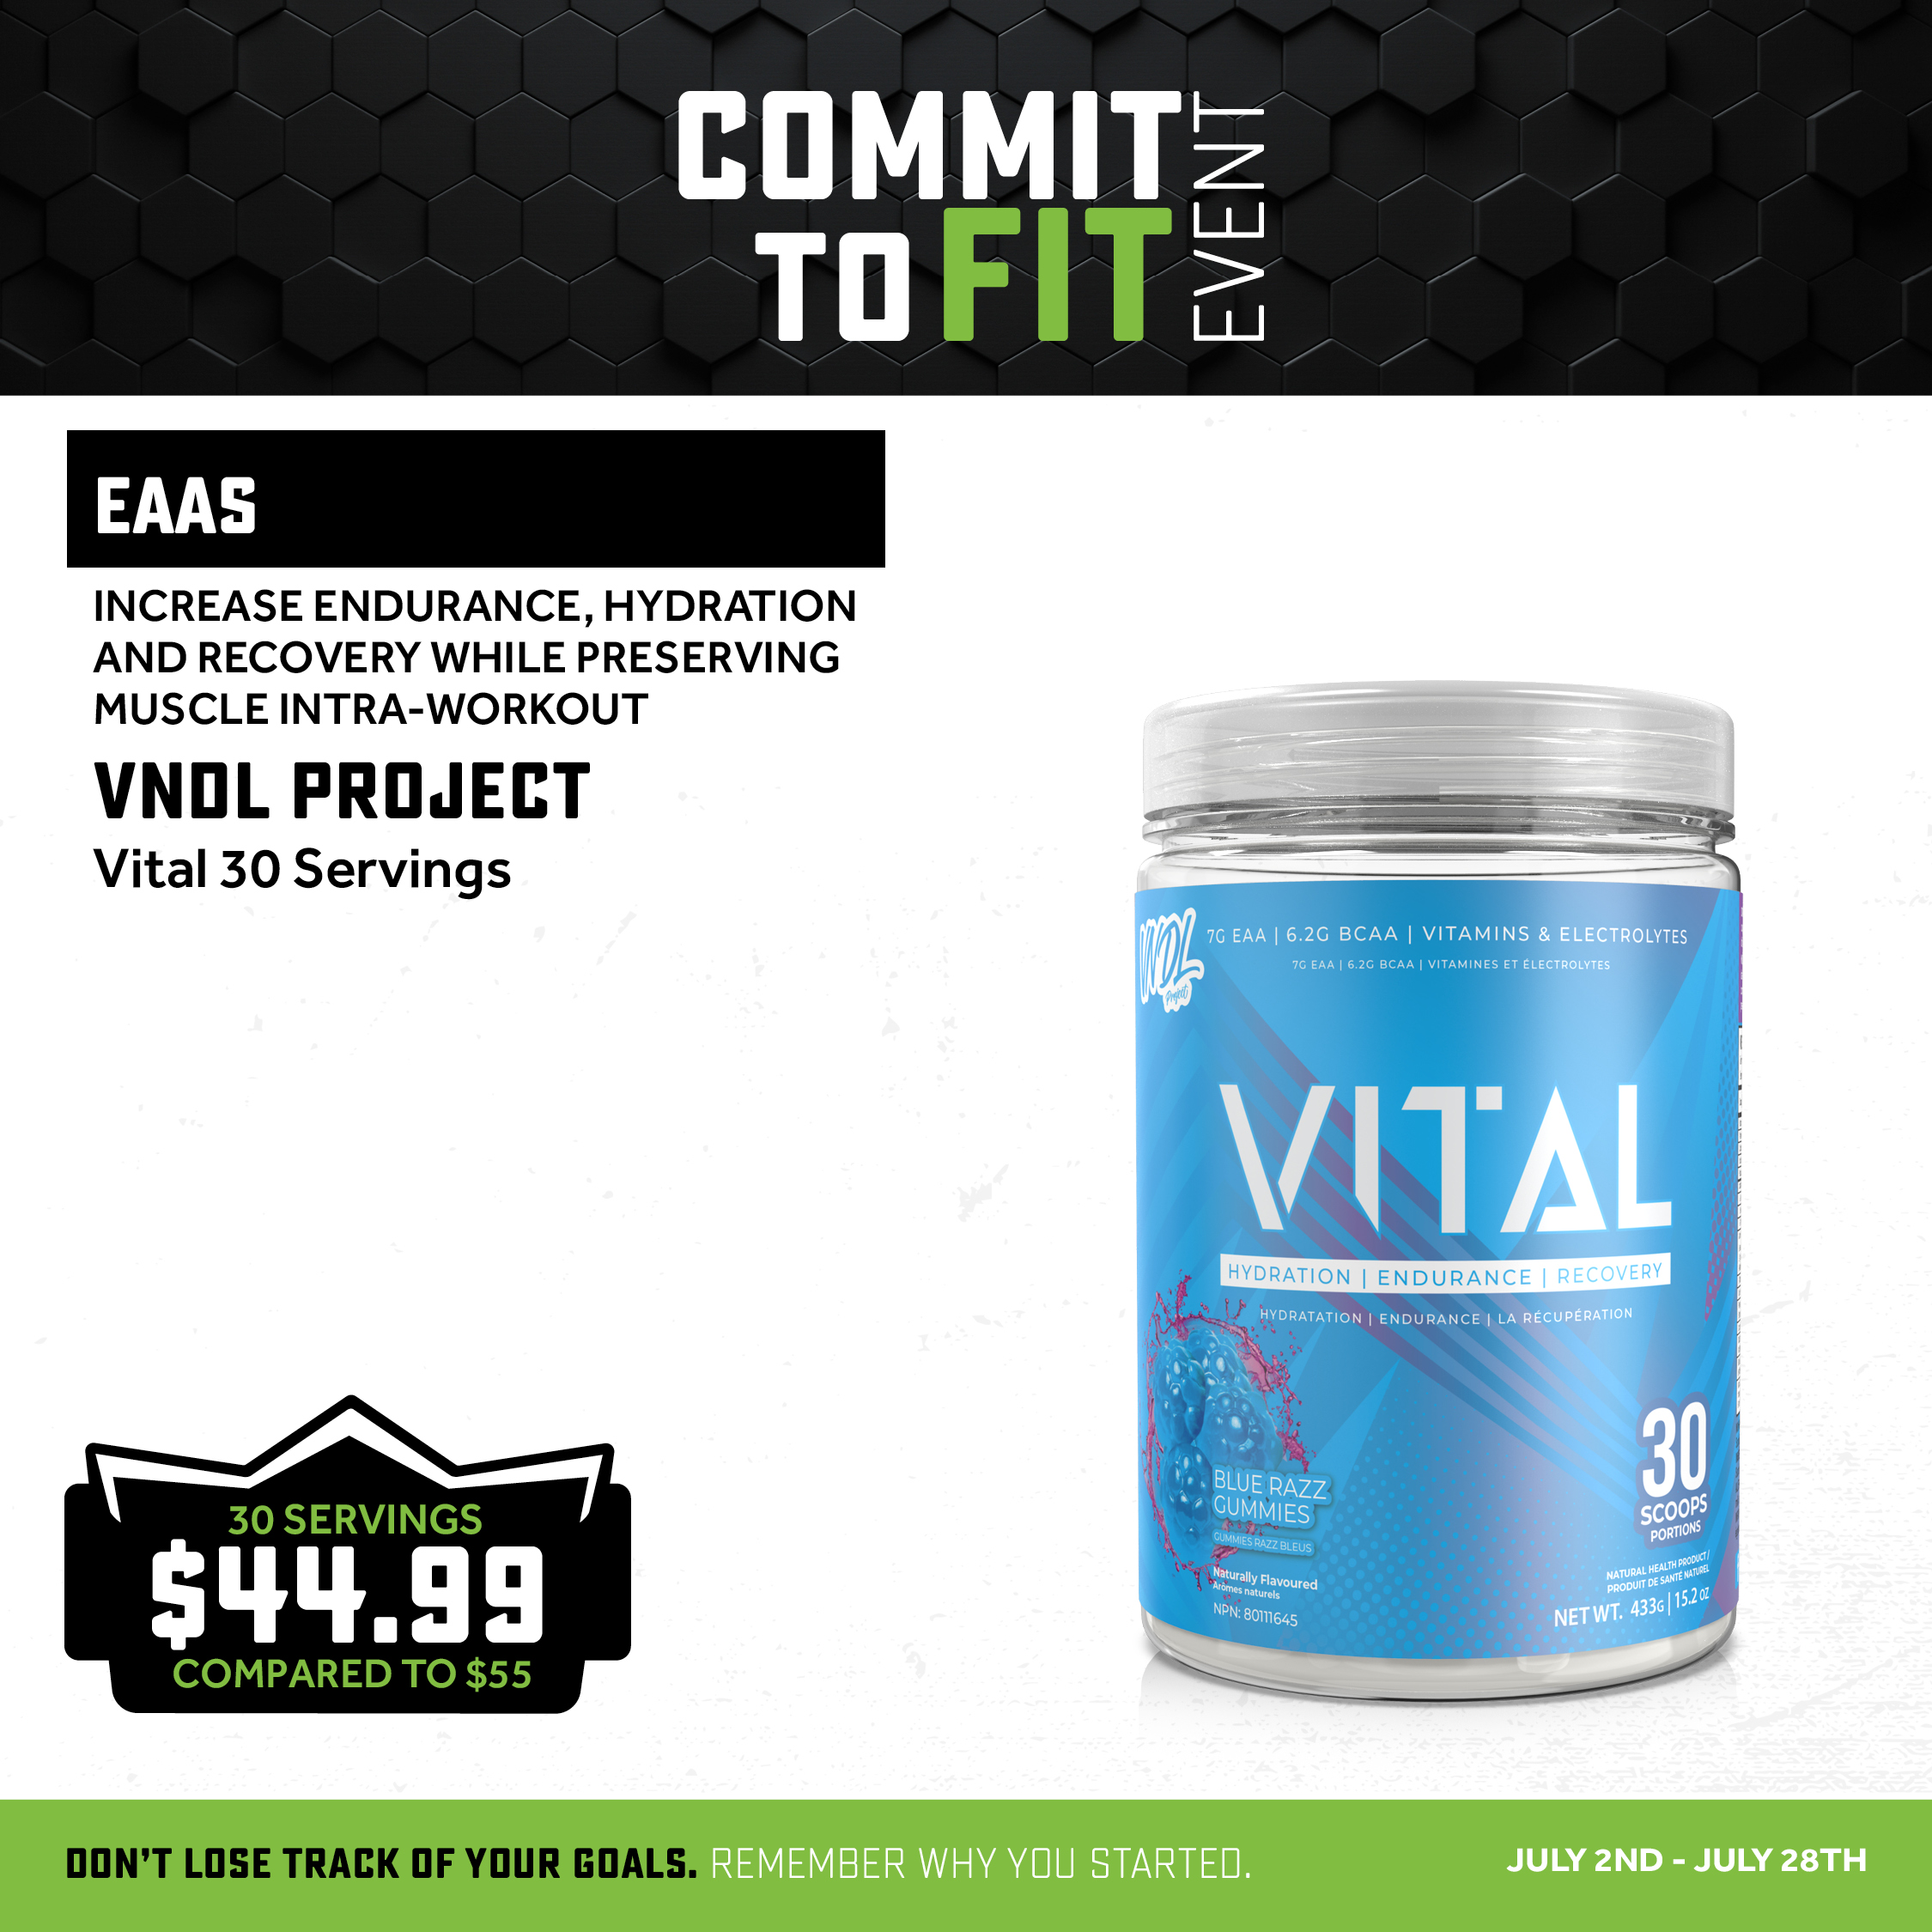 COMMIT
TO FIT
EVENT
EAAS
INCREASE ENDURANCE, HYDRATION
AND RECOVERY WHILE PRESERVING
MUSCLE INTRA-WORKOUT
VNDL PROJECT
Vital 30 Servings
VNDL
Project
7G EAA | 6.2G BCAA | VITAMINS & ELECTROLYTES
7G EAA | 6.2G BCAA | VITAMINES ET ÉLECTROLYTES
VITAL
HYDRATION | ENDURANCE | RECOVERY
HYDRATATION | ENDURANCE | LA RÉCUPÉRATION
BLUE RAZZ
GUMMIES
GUMMIES RAZZ BLEUS
Naturally Flavoured
Arômes naturels
NPN: 80111645
30
SCOOPS
PORTIONS
NATURAL HEALTH PRODUCT/
PRODUIT DE SANTÉ NATUREL
NET WT. 433G | 15.2 OZ
30 SERVINGS
$44.99
COMPARED TO $55
DON'T LOSE TRACK OF YOUR GOALS. REMEMBER WHY YOU STARTED.
JULY 2ND - JULY 28TH